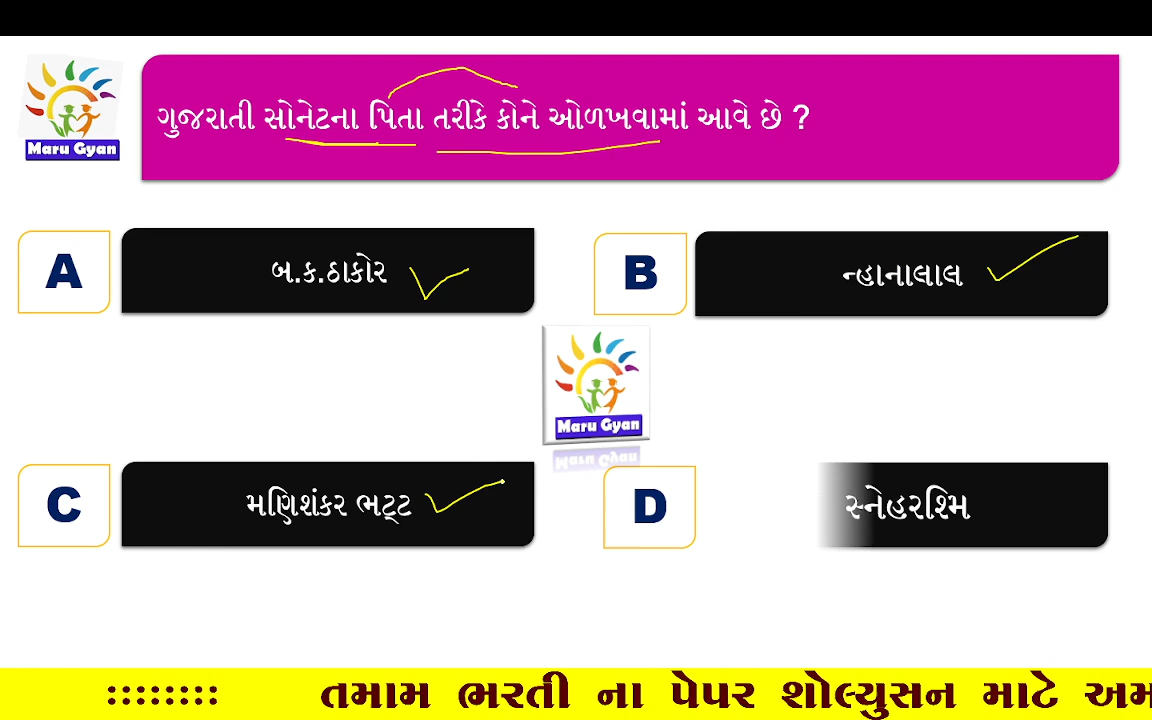 Maru Gyan
ગુજરાતી સોનેટના પિતા તરીકે કોને ઓળખવામાં આવે છે ?
A
બ.ક.ઠાકોર
B
ન્હાનાલાલ
Maru Gyan
C
મણિશંકર ભટ્ટ
D
સ્નેહરશ્મિ
:::::::: તમામ ભરતી ના પેપર શોલ્યુસન માટે અમ